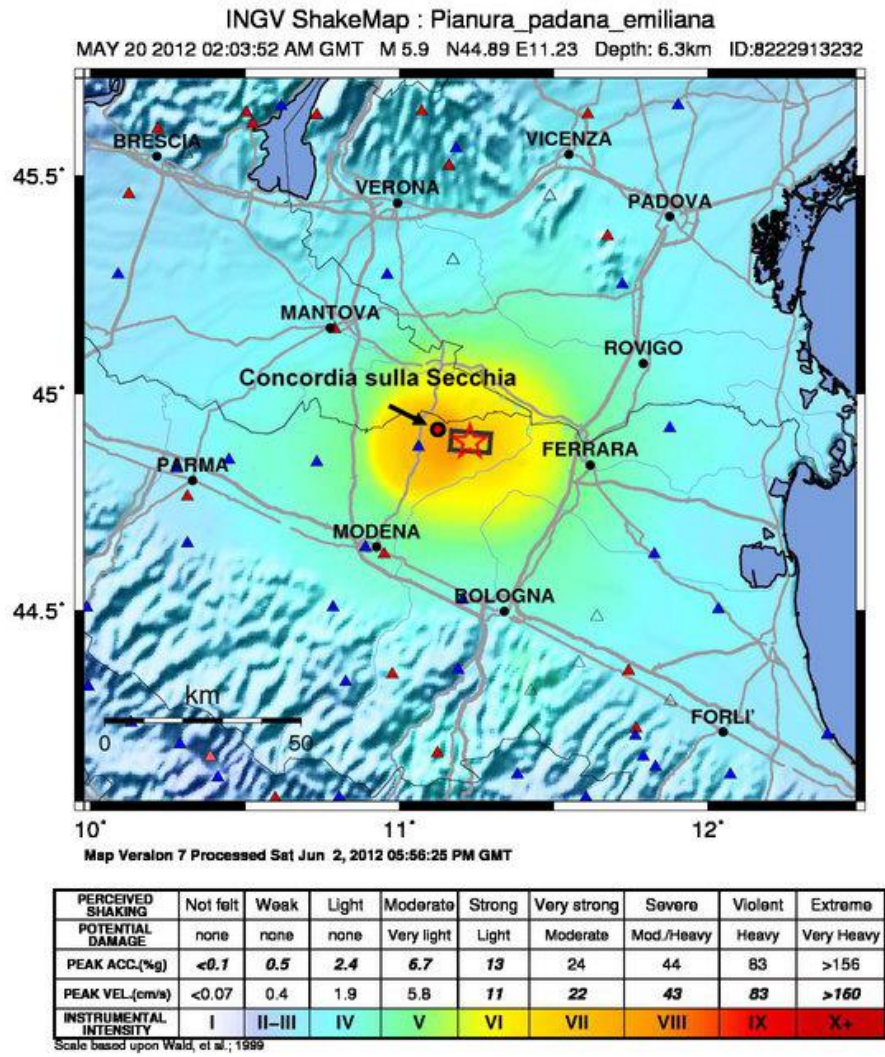 INGV ShakeMap : Pianura_padana_emiliana
MAY 20 2012 02:03:52 AM GMT M 5.9 N44.89 E11.23 Depth: 6.3km ID:8222913232
BRESCIA
VICENZA
45.5°
VERONA
PADOVA
MANTOVA
ROVIGO
45°
Concordia sulla Secchia
FERRARA
PARMA
MODENA
BOLOGNA
44.5°
km
0 50
FORLI'
10° 11° 12°
Map Version 7 Processed Sat Jun 2, 2012 05:56:25 PM GMT
PERCEIVED SHAKING Not felt Weak Light Moderate Strong Very strong Severe Violent Extreme
POTENTIAL DAMAGE none none none Very light Light Moderate Mod./Heavy Heavy Very Heavy
PEAK ACC.(%g) <0.1 0.5 2.4 6.7 13 24 44 83 >156
PEAK VEL.(cm/s) <0.07 0.4 1.9 5.8 11 22 43 83 >160
INSTRUMENTAL INTENSITY I II-III IV V VI VII VIII IX X+
Scale based upon Wald, et al.; 1999